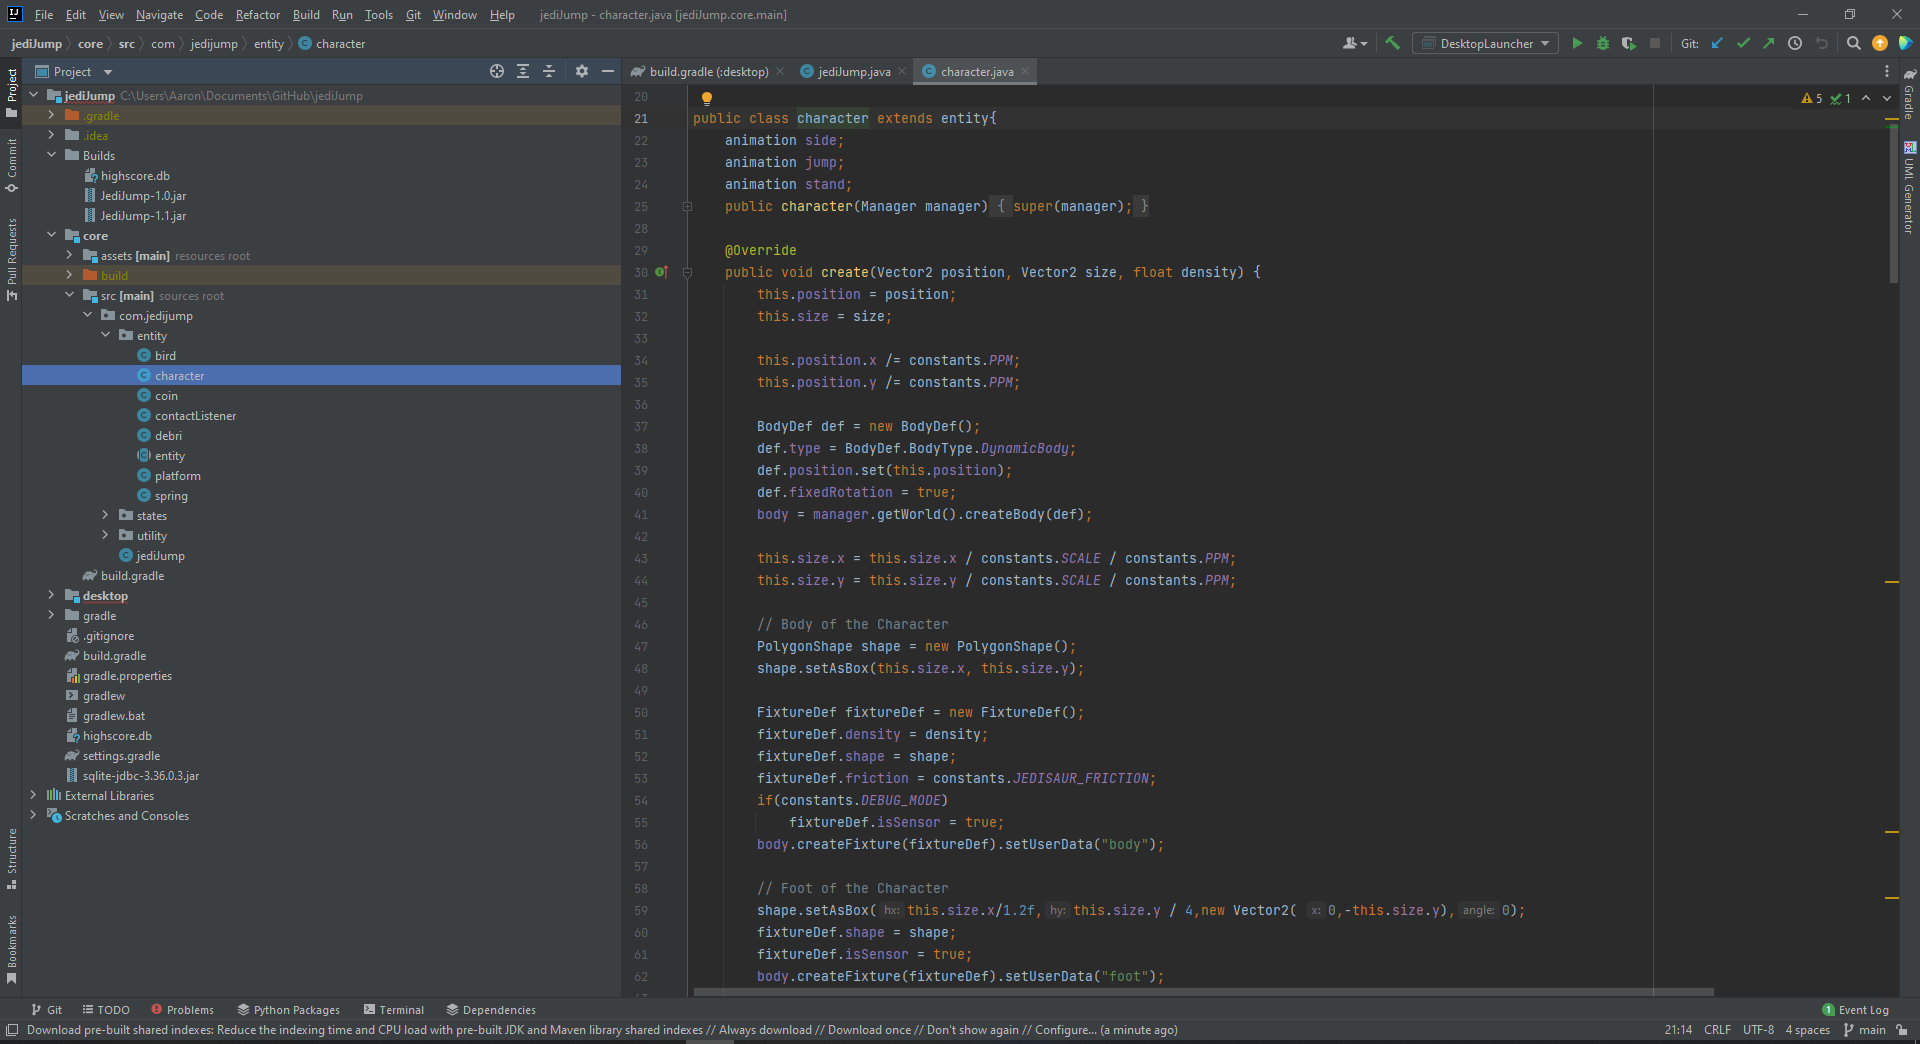 File Edit View Navigate Code Refactor Build Run Tools Git Window Help jediJump - character.java [jediJump.core.main]
jediJump core src com jedijump entity character DesktopLauncher Git:
Project
build.gradle (:desktop) jediJump.java character.java
Project
Commit
Pull Requests
Structure
Bookmarks
jediJump C:\Users\Aaron\Documents\GitHub\jediJump
.gradle
.idea
Builds
highscore.db
JediJump-1.0.jar
JediJump-1.1.jar
core
assets [main] resources root
build
src [main] sources root
com.jedijump
entity
bird
character
coin
contactListener
debri
entity
platform
spring
states
utility
jediJump
build.gradle
desktop
gradle
.gitignore
build.gradle
gradle.properties
gradlew
gradlew.bat
highscore.db
settings.gradle
sqlite-jdbc-3.36.0.3.jar
External Libraries
Scratches and Consoles
5 1
20
21 public class character extends entity{
22 animation side;
23 animation jump;
24 animation stand;
25 public character(Manager manager) { super(manager); }
28
29 @Override
30 public void create(Vector2 position, Vector2 size, float density) {
31 this.position = position;
32 this.size = size;
33
34 this.position.x /= constants.PPM;
35 this.position.y /= constants.PPM;
36
37 BodyDef def = new BodyDef();
38 def.type = BodyDef.BodyType.DynamicBody;
39 def.position.set(this.position);
40 def.fixedRotation = true;
41 body = manager.getWorld().createBody(def);
42
43 this.size.x = this.size.x / constants.SCALE / constants.PPM;
44 this.size.y = this.size.y / constants.SCALE / constants.PPM;
45
46 // Body of the Character
47 PolygonShape shape = new PolygonShape();
48 shape.setAsBox(this.size.x, this.size.y);
49
50 FixtureDef fixtureDef = new FixtureDef();
51 fixtureDef.density = density;
52 fixtureDef.shape = shape;
53 fixtureDef.friction = constants.JEDISAUR_FRICTION;
54 if(constants.DEBUG_MODE)
55 fixtureDef.isSensor = true;
56 body.createFixture(fixtureDef).setUserData("body");
57
58 // Foot of the Character
59 shape.setAsBox( hx: this.size.x/1.2f, hy: this.size.y / 4,new Vector2( x: 0,-this.size.y), angle: 0);
60 fixtureDef.shape = shape;
61 fixtureDef.isSensor = true;
62 body.createFixture(fixtureDef).setUserData("foot");
Gradle
UML Generator
Git TODO Problems Python Packages Terminal Dependencies 1 Event Log
Download pre-built shared indexes: Reduce the indexing time and CPU load with pre-built JDK and Maven library shared indexes // Always download // Download once // Don't show again // Configure... (a minute ago) 21:14 CRLF UTF-8 4 spaces main